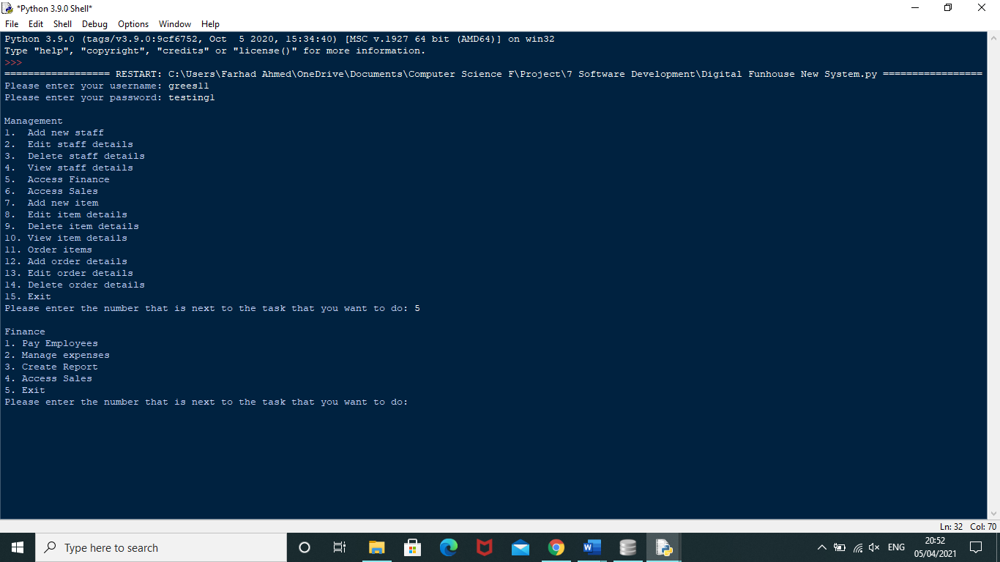 *Python 3.9.0 Shell*
File Edit Shell Debug Options Window Help
Python 3.9.0 (tags/v3.9.0:9cf6752, Oct  5 2020, 15:34:40) [MSC v.1927 64 bit (AMD64)] on win32
Type "help", "copyright", "credits" or "license()" for more information.
>>>
================== RESTART: C:\Users\Farhad Ahmed\OneDrive\Documents\Computer Science F\Project\7 Software Development\Digital Funhouse New System.py =================
Please enter your username: grees11
Please enter your password: testing1

Management
1.  Add new staff
2.  Edit staff details
3.  Delete staff details
4.  View staff details
5.  Access Finance
6.  Access Sales
7.  Add new item
8.  Edit item details
9.  Delete item details
10. View item details
11. Order items
12. Add order details
13. Edit order details
14. Delete order details
15. Exit
Please enter the number that is next to the task that you want to do: 5

Finance
1. Pay Employees
2. Manage expenses
3. Create Report
4. Access Sales
5. Exit
Please enter the number that is next to the task that you want to do:
Ln: 32 Col: 70
Type here to search
ENG
20:52
05/04/2021